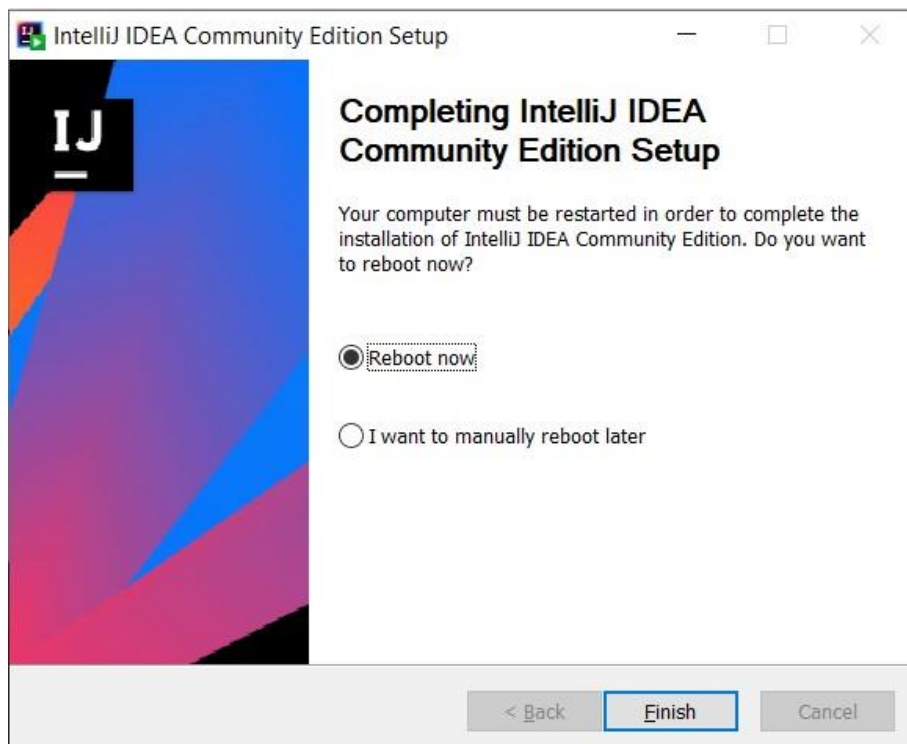 IntelliJ IDEA Community Edition Setup
IJ
Completing IntelliJ IDEA
Community Edition Setup
Your computer must be restarted in order to complete the
installation of IntelliJ IDEA Community Edition. Do you want
to reboot now?
Reboot now
I want to manually reboot later
< Back
Finish
Cancel